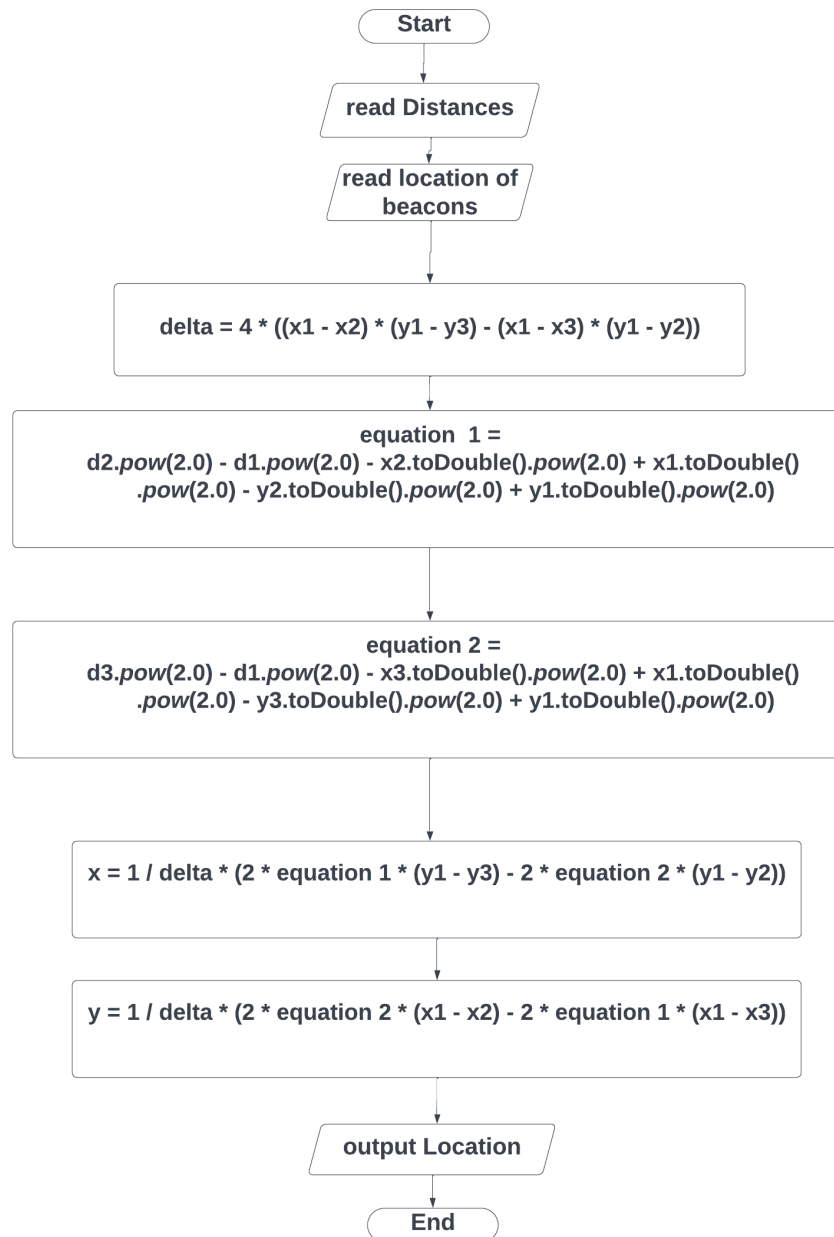 Start
read Distances
read location of
beacons
delta = 4 * ((x1 - x2) * (y1 - y3) - (x1 - x3) * (y1 - y2))
equation  1 =
d2.pow(2.0) - d1.pow(2.0) - x2.toDouble().pow(2.0) + x1.toDouble()
.pow(2.0) - y2.toDouble().pow(2.0) + y1.toDouble().pow(2.0)
equation 2 =
d3.pow(2.0) - d1.pow(2.0) - x3.toDouble().pow(2.0) + x1.toDouble()
.pow(2.0) - y3.toDouble().pow(2.0) + y1.toDouble().pow(2.0)
x = 1 / delta * (2 * equation 1 * (y1 - y3) - 2 * equation 2 * (y1 - y2))
y = 1 / delta * (2 * equation 2 * (x1 - x2) - 2 * equation 1 * (x1 - x3))
output Location
End